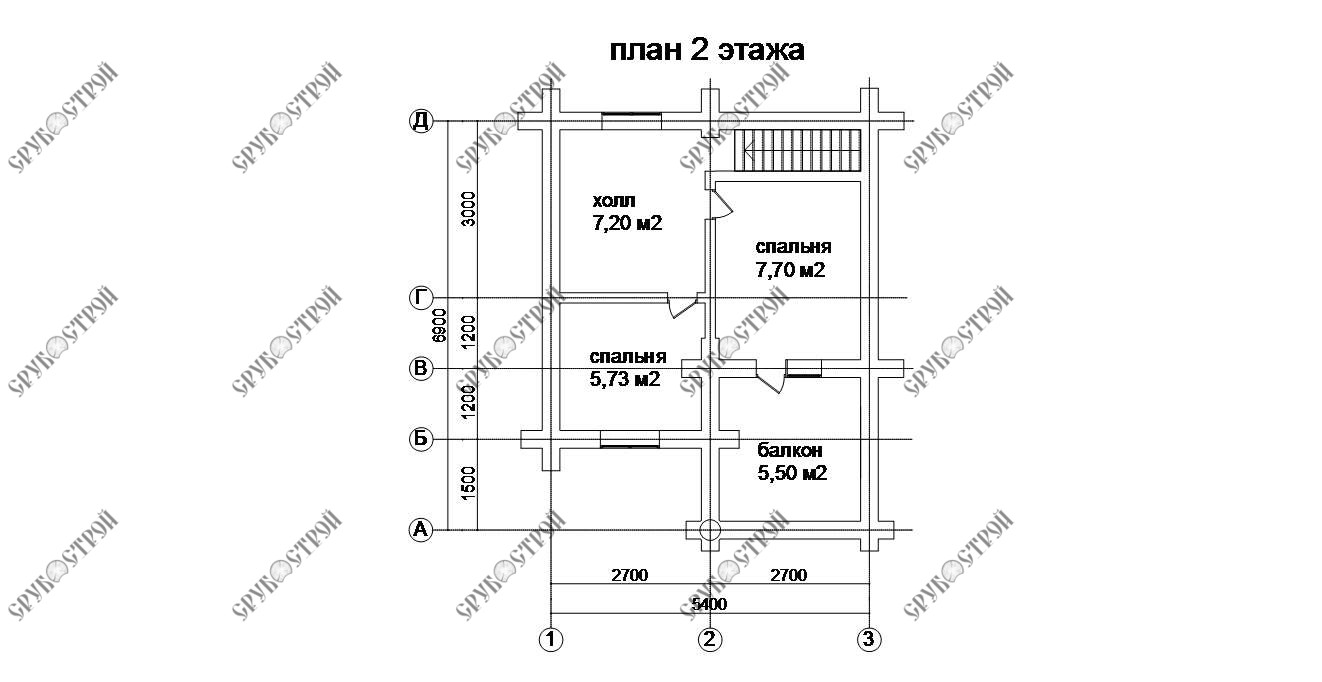 план 2 этажа
Д
3000
холл
7,20 м2
спальня
7,70 м2
Г
6900
1200
спальня
5,73 м2
В
1200
Б
балкон
5,50 м2
1500
А
2700
2700
5400
1
2
3